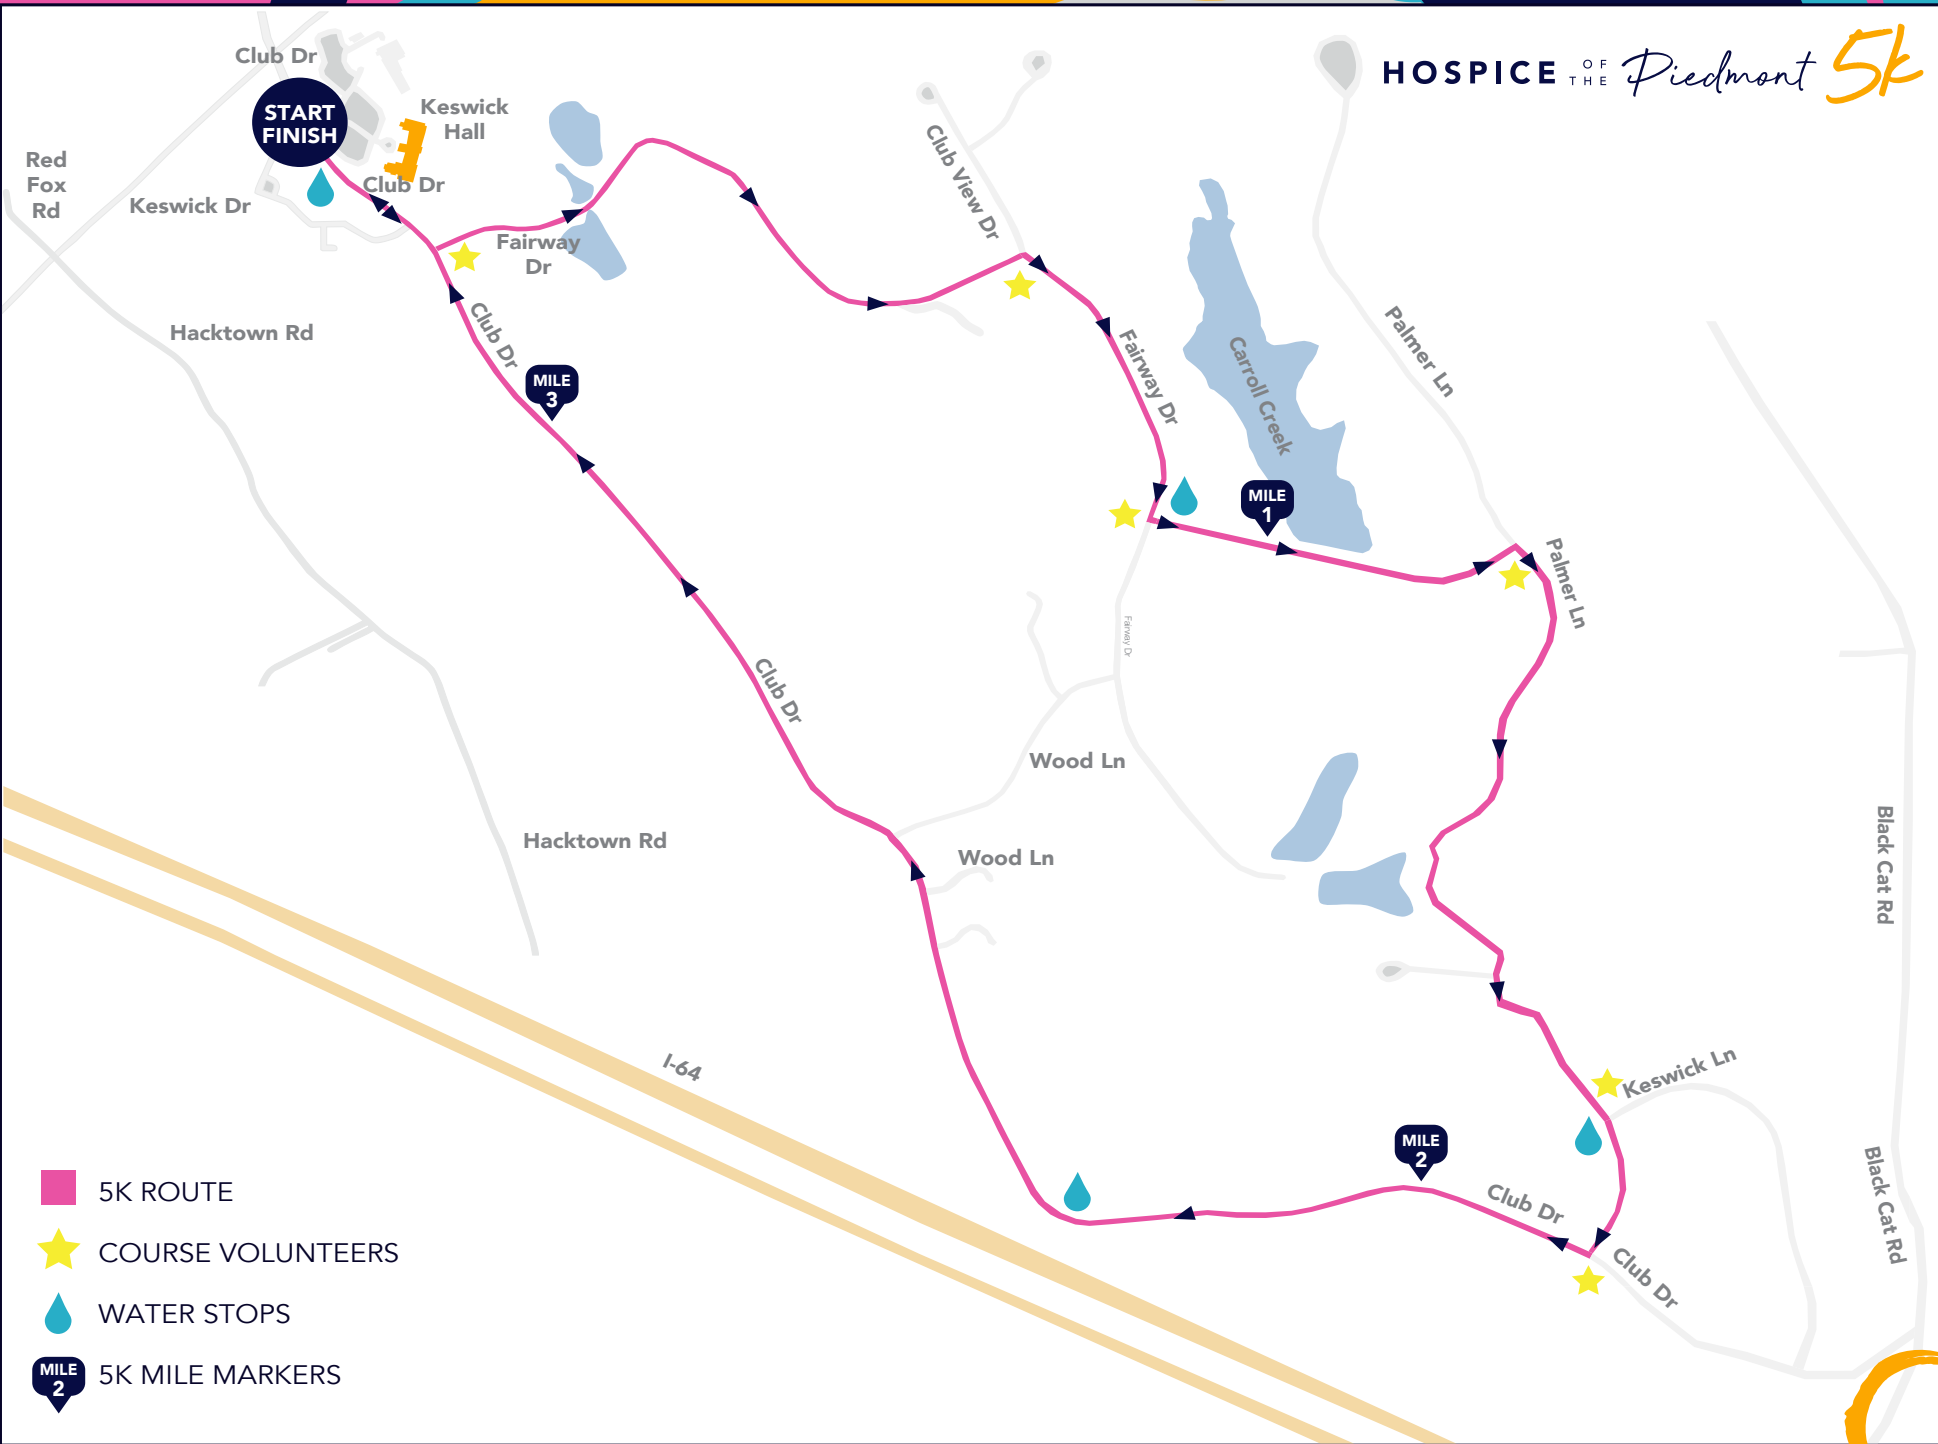 HOSPICE OF THE Piedmont 5k
Club Dr
START
FINISH
Keswick
Hall
Red
Fox
Rd
Club Dr
Keswick Dr
Fairway
Dr
Club View Dr
Hacktown Rd
Club Dr
MILE
3
Fairway Dr
Carroll Creek
Palmer Ln
MILE
1
Palmer Ln
Fairway Dr
Club Dr
Wood Ln
Hacktown Rd
Wood Ln
Black Cat Rd
I-64
Keswick Ln
MILE
2
Club Dr
Club Dr
Black Cat Rd
5K ROUTE
COURSE VOLUNTEERS
WATER STOPS
MILE
2
5K MILE MARKERS